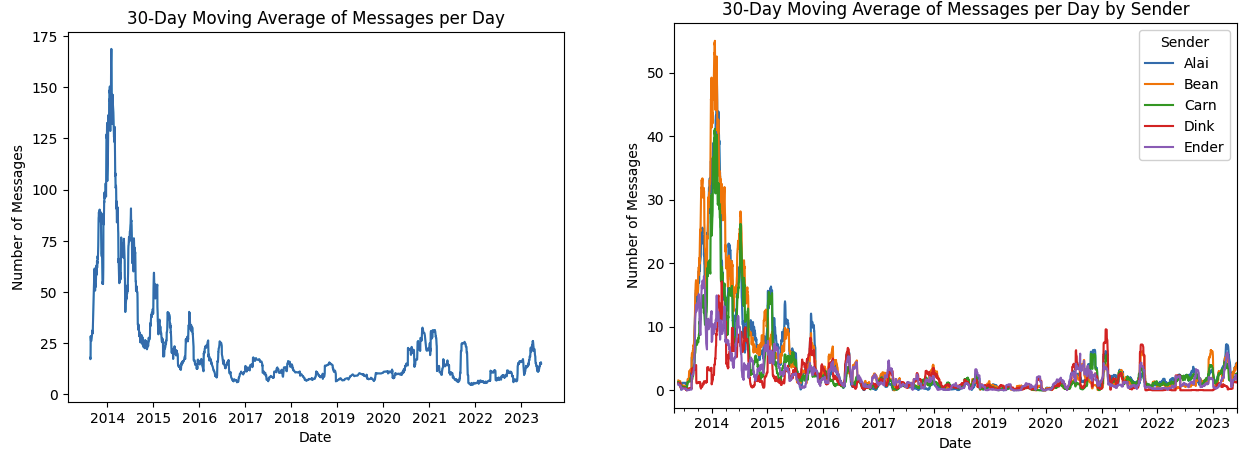 30-Day Moving Average of Messages per Day
Number of Messages
175
150
125
100
75
50
25
0
2014 2015 2016 2017 2018 2019 2020 2021 2022 2023
Date
30-Day Moving Average of Messages per Day by Sender
Number of Messages
50
40
30
20
10
0
2014 2015 2016 2017 2018 2019 2020 2021 2022 2023
Date
Sender
Alai
Bean
Carn
Dink
Ender